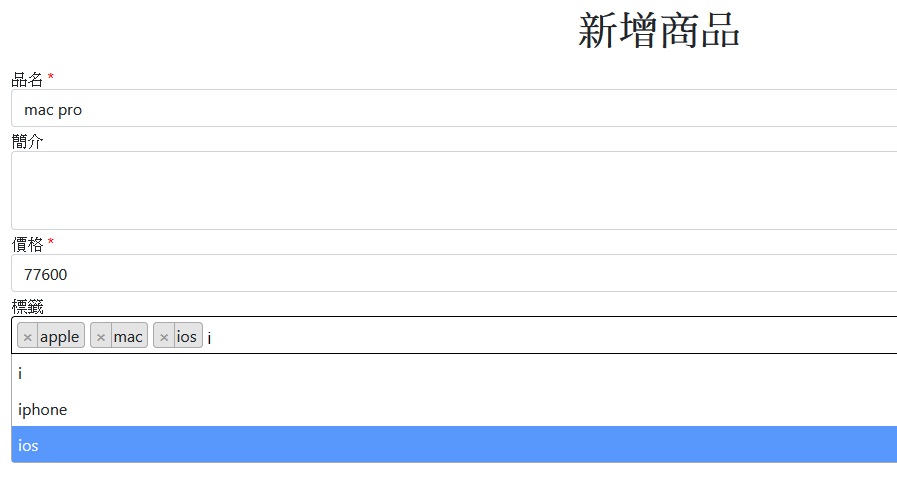 新增商品
品名 *
mac pro
簡介
價格 *
77600
標籤
× apple × mac × ios i
i
iphone
ios